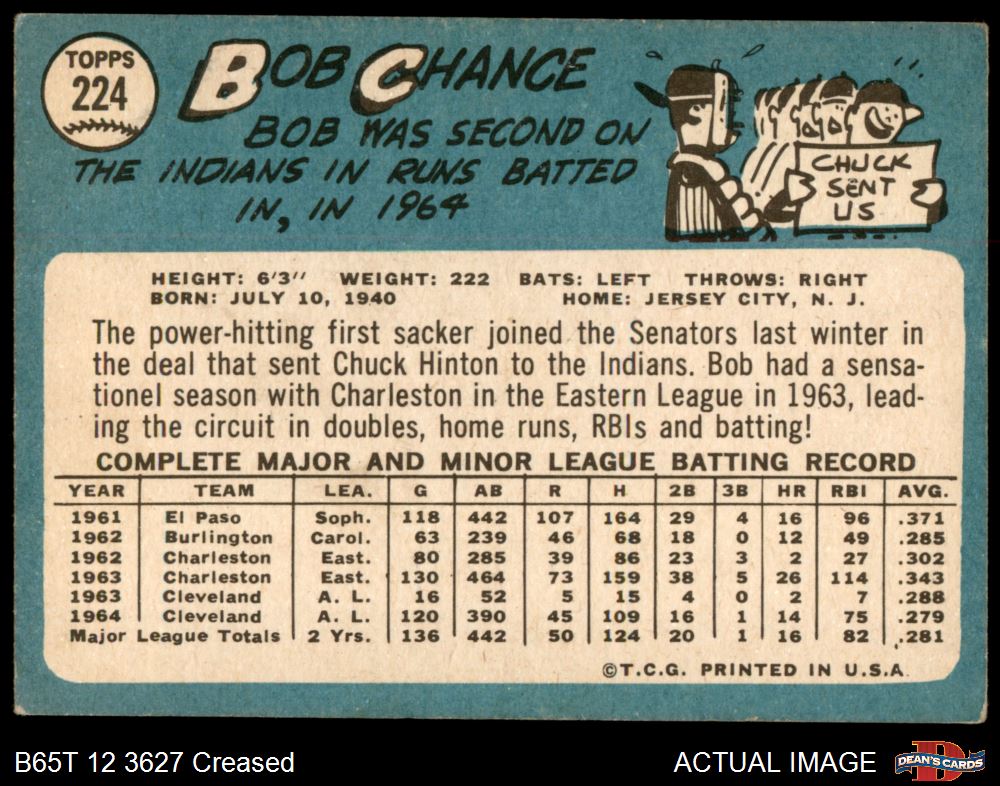 TOPPS
224
BOB CHANCE
BOB WAS SECOND ON
THE INDIANS IN RUNS BATTED
IN, IN 1964
CHUCK
SENT
US
HEIGHT: 6'3" WEIGHT: 222 BATS: LEFT THROWS: RIGHT
BORN: JULY 10, 1940 HOME: JERSEY CITY, N. J.
The power-hitting first sacker joined the Senators last winter in
the deal that sent Chuck Hinton to the Indians. Bob had a sensa-
tionel season with Charleston in the Eastern League in 1963, lead-
ing the circuit in doubles, home runs, RBIs and batting!
COMPLETE MAJOR AND MINOR LEAGUE BATTING RECORD
YEAR TEAM LEA. G AB R H 2B 3B HR RBI AVG.
1961 El Paso Soph. 118 442 107 164 29 4 16 96 .371
1962 Burlington Carol. 63 239 46 68 18 0 12 49 .285
1962 Charleston East. 80 285 39 86 23 3 2 27 .302
1963 Charleston East. 130 464 73 159 38 5 26 114 .343
1963 Cleveland A. L. 16 52 5 15 4 0 2 7 .288
1964 Cleveland A. L. 120 390 45 109 16 1 14 75 .279
Major League Totals 2 Yrs. 136 442 50 124 20 1 16 82 .281
©T.C.G. PRINTED IN U.S.A.
B65T 12 3627 Creased
ACTUAL IMAGE
D
DEAN'S CARDS